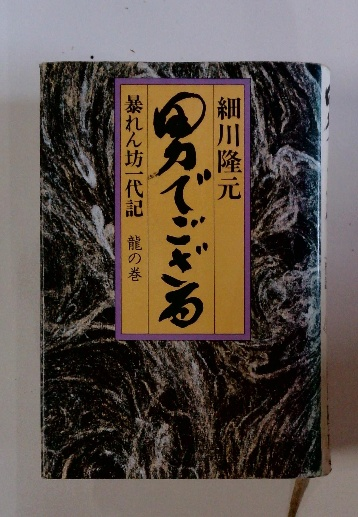 細川隆元
男でござる
暴れん坊一代記 龍の巻